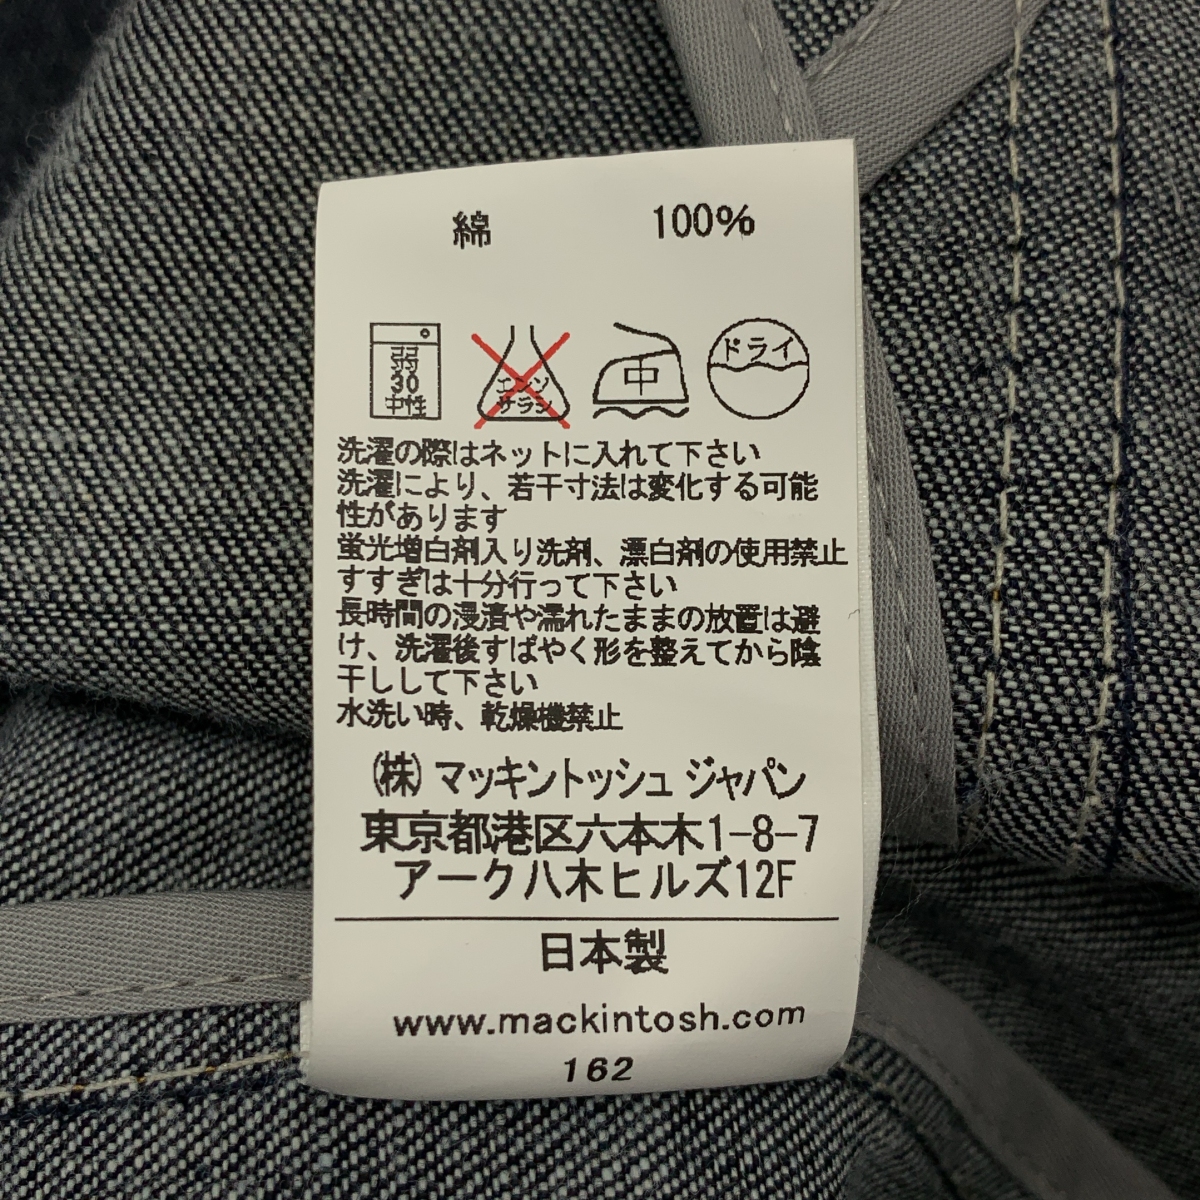 綿 100%
弱
30
中性
エンソ
サラシ
中
ドライ
洗濯の際はネットに入れて下さい
洗濯により、若干寸法は変化する可能
性があります
蛍光増白剤入り洗剤、漂白剤の使用禁止
すすぎは十分行って下さい
長時間の浸漬や濡れたままの放置は避
け、洗濯後すばやく形を整えてから陰
干しして下さい
水洗い時、乾燥機禁止
(株)マッキントッシュ ジャパン
東京都港区六本木1-8-7
アーク八木ヒルズ12F
日本製
www.mackintosh.com
162